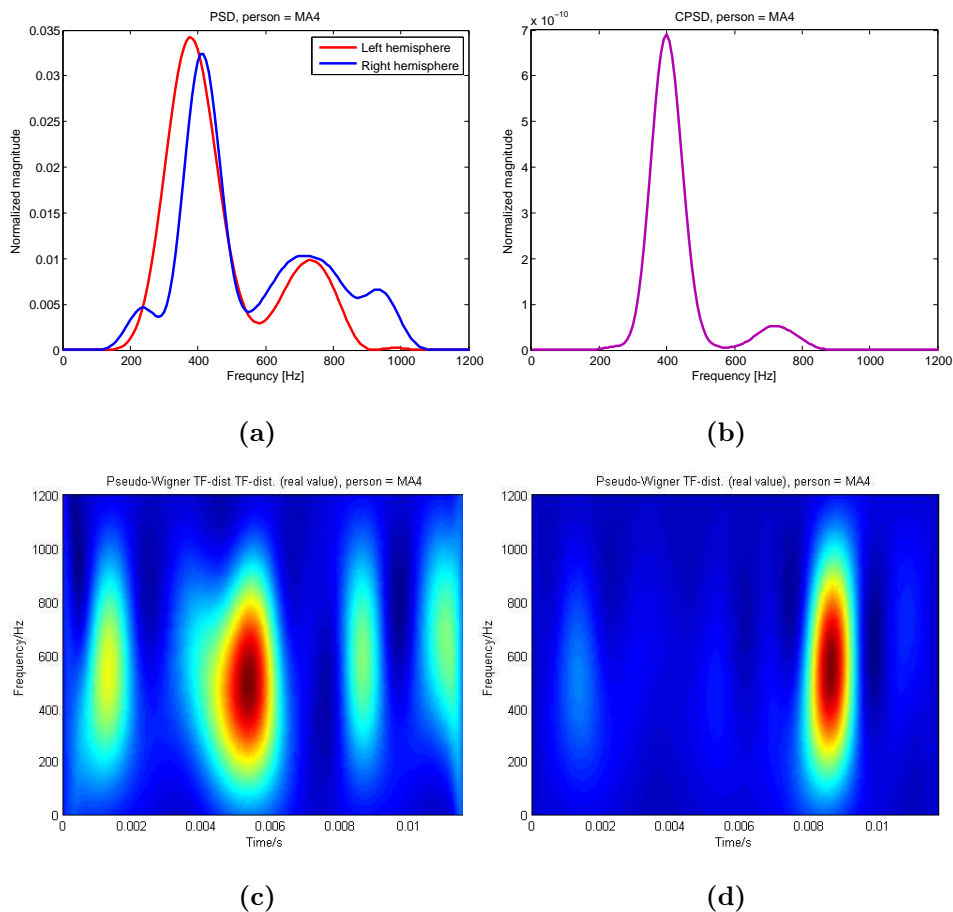 PSD, person = MA4
0.035
0.03
0.025
0.02
0.015
0.01
0.005
0
Normalized magnitude
Left hemisphere
Right hemisphere
0 200 400 600 800 1000 1200
Frequncy [Hz]
(a)
CPSD, person = MA4
7 x 10⁻¹⁰
6
5
4
3
2
1
0
Normalized magnitude
0 200 400 600 800 1000 1200
Frequency [Hz]
(b)
Pseudo-Wigner TF-dist TF-dist. (real value), person = MA4
1200
1000
800
600
400
200
0
Frequency/Hz
0 0.002 0.004 0.006 0.008 0.01
Time/s
(c)
Pseudo-Wigner TF-dist. (real value), person = MA4
1200
1000
800
600
400
200
0
Frequency/Hz
0 0.002 0.004 0.006 0.008 0.01
Time/s
(d)